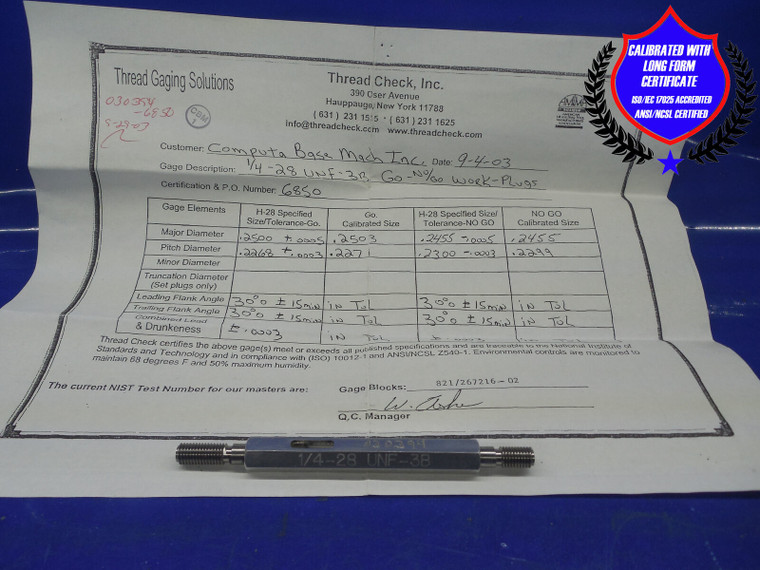 CALIBRATED WITH
LONG FORM
CERTIFICATE
ISO/IEC 17025 ACCREDITED
ANSI/NCSL CERTIFIED
Thread Gaging Solutions
Thread Check, Inc.
390 Oser Avenue
Hauppauge, New York 11788
(631) 231 1515 · (631) 231 1625
info@threadcheck.com www.threadcheck.com
030394
-6850
9-29-03
Customer: Computa Base Mach Inc. Date: 9-4-03
Gage Description: 1/4-28 UNF-3B Go-No/Go Work-Plugs
Certification & P.O. Number: 6850
Gage Elements H-28 Specified Size/Tolerance-Go. Go. Calibrated Size H-28 Specified Size/ Tolerance-NO GO NO GO Calibrated Size
Major Diameter .2500 ±.0005 .2503 .2455 -.0005 .2455
Pitch Diameter .2268 ±.0003 .2271 .2300 -.0003 .2299
Minor Diameter
Truncation Diameter
(Set plugs only)
Leading Flank Angle 30° ± 15min in Tol 30° ± 15min in Tol
Trailing Flank Angle 30° ± 15min in Tol 30° ± 15min in Tol
Combined Lead
& Drunkeness ±.0003 in Tol in Tol
Thread Check certifies the above gage(s) meet or exceeds all published specifications and are traceable to the National Institute of
Standards and Technology and in compliance with (ISO) 10012-1 and ANSI/NCSL Z540-1. Environmental controls are monitored to
maintain 68 degrees F and 50% maximum humidity.
The current NIST Test Number for our masters are: Gage Blocks: 821/267216-02
Q.C. Manager
1/4-28 UNF-3B